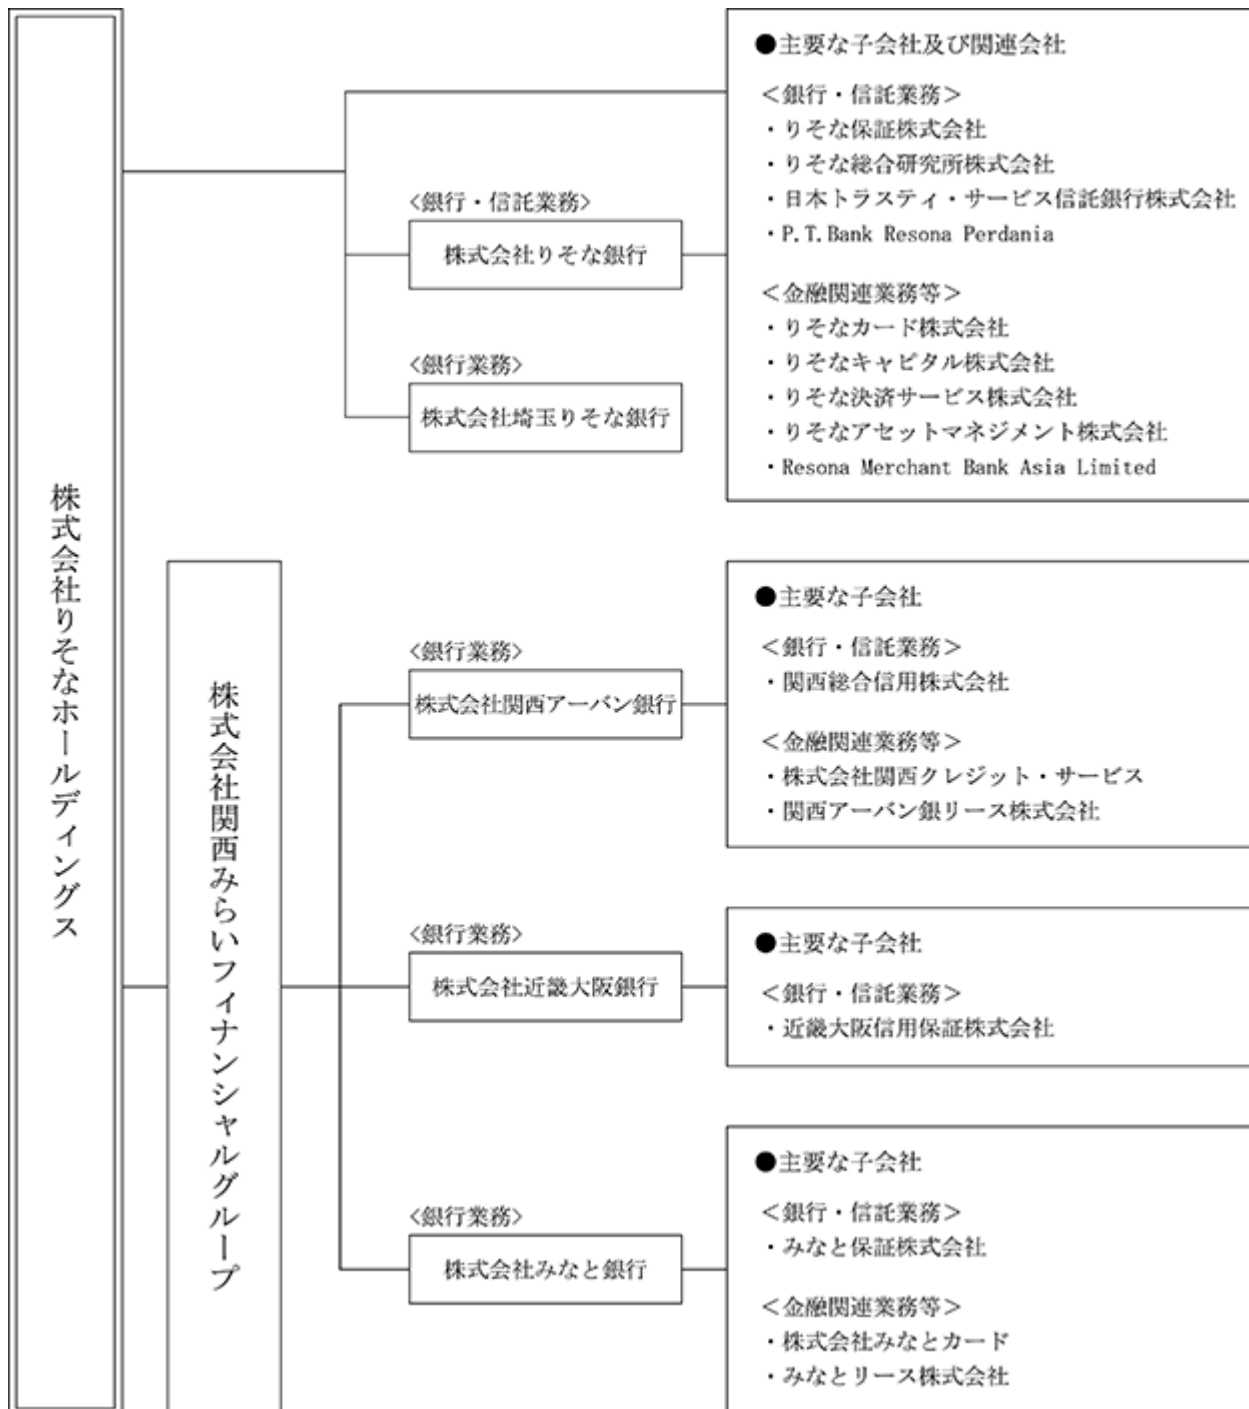 株式会社りそなホールディングス
<銀行・信託業務>
株式会社りそな銀行
<銀行業務>
株式会社埼玉りそな銀行
●主要な子会社及び関連会社
＜銀行・信託業務＞
・りそな保証株式会社
・りそな総合研究所株式会社
・日本トラスティ・サービス信託銀行株式会社
・P.T.Bank Resona Perdania
＜金融関連業務等＞
・りそなカード株式会社
・りそなキャピタル株式会社
・りそな決済サービス株式会社
・りそなアセットマネジメント株式会社
・Resona Merchant Bank Asia Limited
株式会社関西みらいフィナンシャルグループ
<銀行業務>
株式会社関西アーバン銀行
●主要な子会社
＜銀行・信託業務＞
・関西総合信用株式会社
＜金融関連業務等＞
・株式会社関西クレジット・サービス
・関西アーバン銀リース株式会社
<銀行業務>
株式会社近畿大阪銀行
●主要な子会社
＜銀行・信託業務＞
・近畿大阪信用保証株式会社
<銀行業務>
株式会社みなと銀行
●主要な子会社
＜銀行・信託業務＞
・みなと保証株式会社
＜金融関連業務等＞
・株式会社みなとカード
・みなとリース株式会社